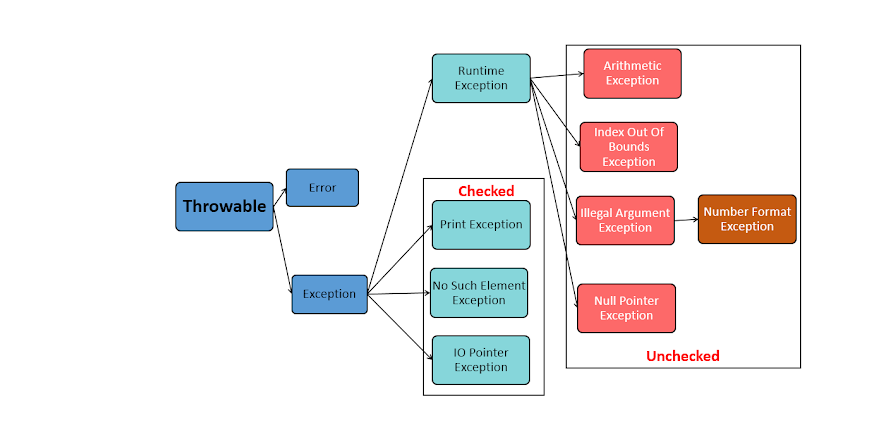 Throwable
Error
Exception
Runtime
Exception
Checked
Print Exception
No Such Element
Exception
IO Pointer
Exception
Arithmetic
Exception
Index Out Of
Bounds
Exception
Illegal Argument
Exception
Number Format
Exception
Null Pointer
Exception
Unchecked